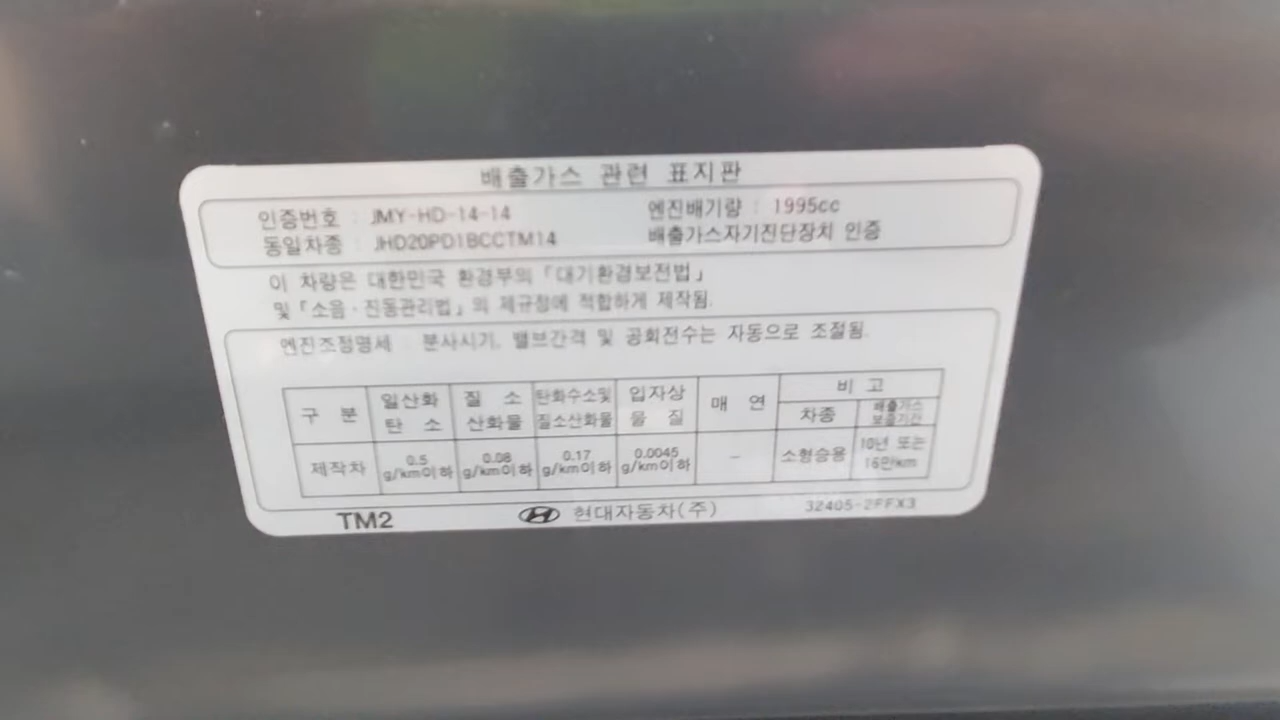 배출가스 관련 표지판
인증번호 : JMY-HD-14-14 엔진배기량 : 1995cc
동일차종 : JHD20PD1BCCTM14 배출가스자기진단장치 인증
이 차량은 대한민국 환경부의 「대기환경보전법」
및 「소음·진동관리법」의 제규정에 적합하게 제작됨.
엔진조정명세 : 분사시기, 밸브간격 및 공회전수는 자동으로 조절됨.
구 분 일산화 탄 소 질 소 산화물 탄화수소및 질소산화물 입자상 물 질 매 연 비 고
차종 배출가스 보증기간
제작차 0.5 g/km이하 0.08 g/km이하 0.17 g/km이하 0.0045 g/km이하 - 소형승용 10년 또는 16만km
TM2 현대자동차(주) 32405-2FFX3